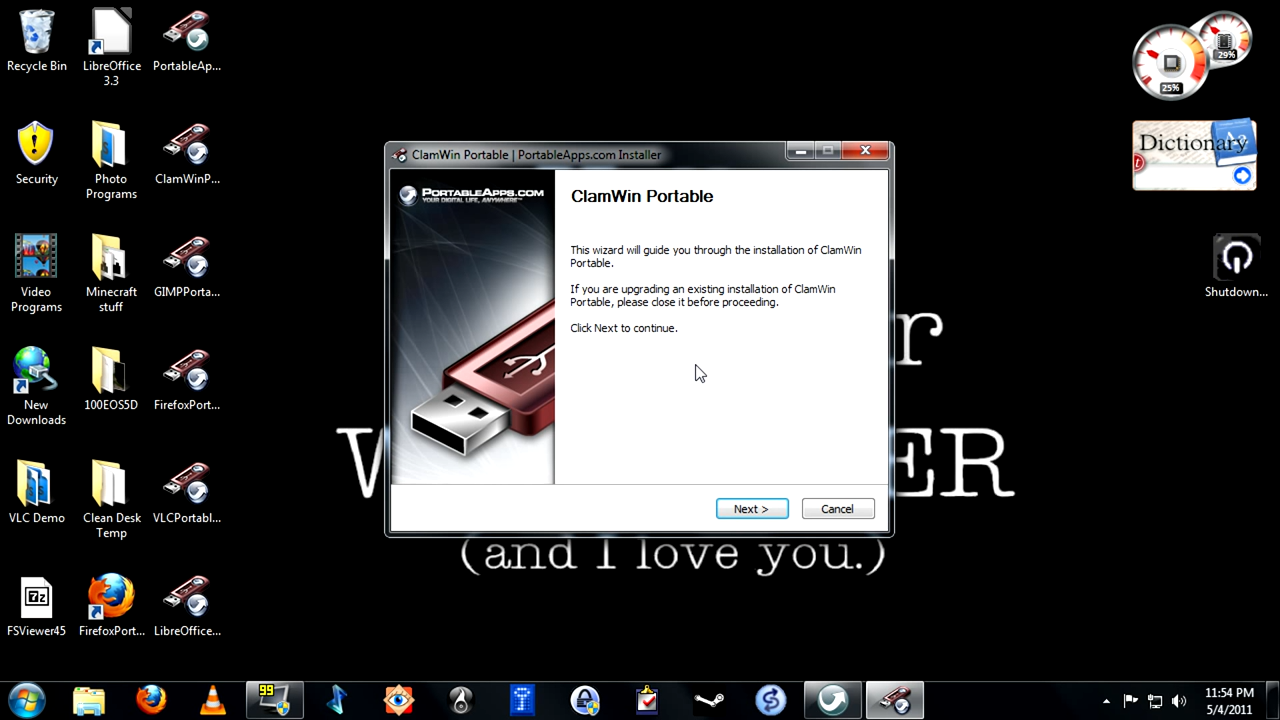 Recycle Bin
LibreOffice
3.3
PortableAp...
Security
Photo
Programs
ClamWinP...
Video
Programs
Minecraft
stuff
GIMPPorta...
New
Downloads
100EOS5D
FirefoxPort...
VLC Demo
Clean Desk
Temp
VLCPortabl...
7z
FSViewer45
FirefoxPort...
LibreOffice...
ClamWin Portable | PortableApps.com Installer
PORTABLEAPPS.COM
YOUR DIGITAL LIFE, ANYWHERE™
ClamWin Portable
This wizard will guide you through the installation of ClamWin
Portable.
If you are upgrading an existing installation of ClamWin
Portable, please close it before proceeding.
Click Next to continue.
Next >
Cancel
(and I love you.)
29%
25%
Dictionary
Shutdown...
99
11:54 PM
5/4/2011